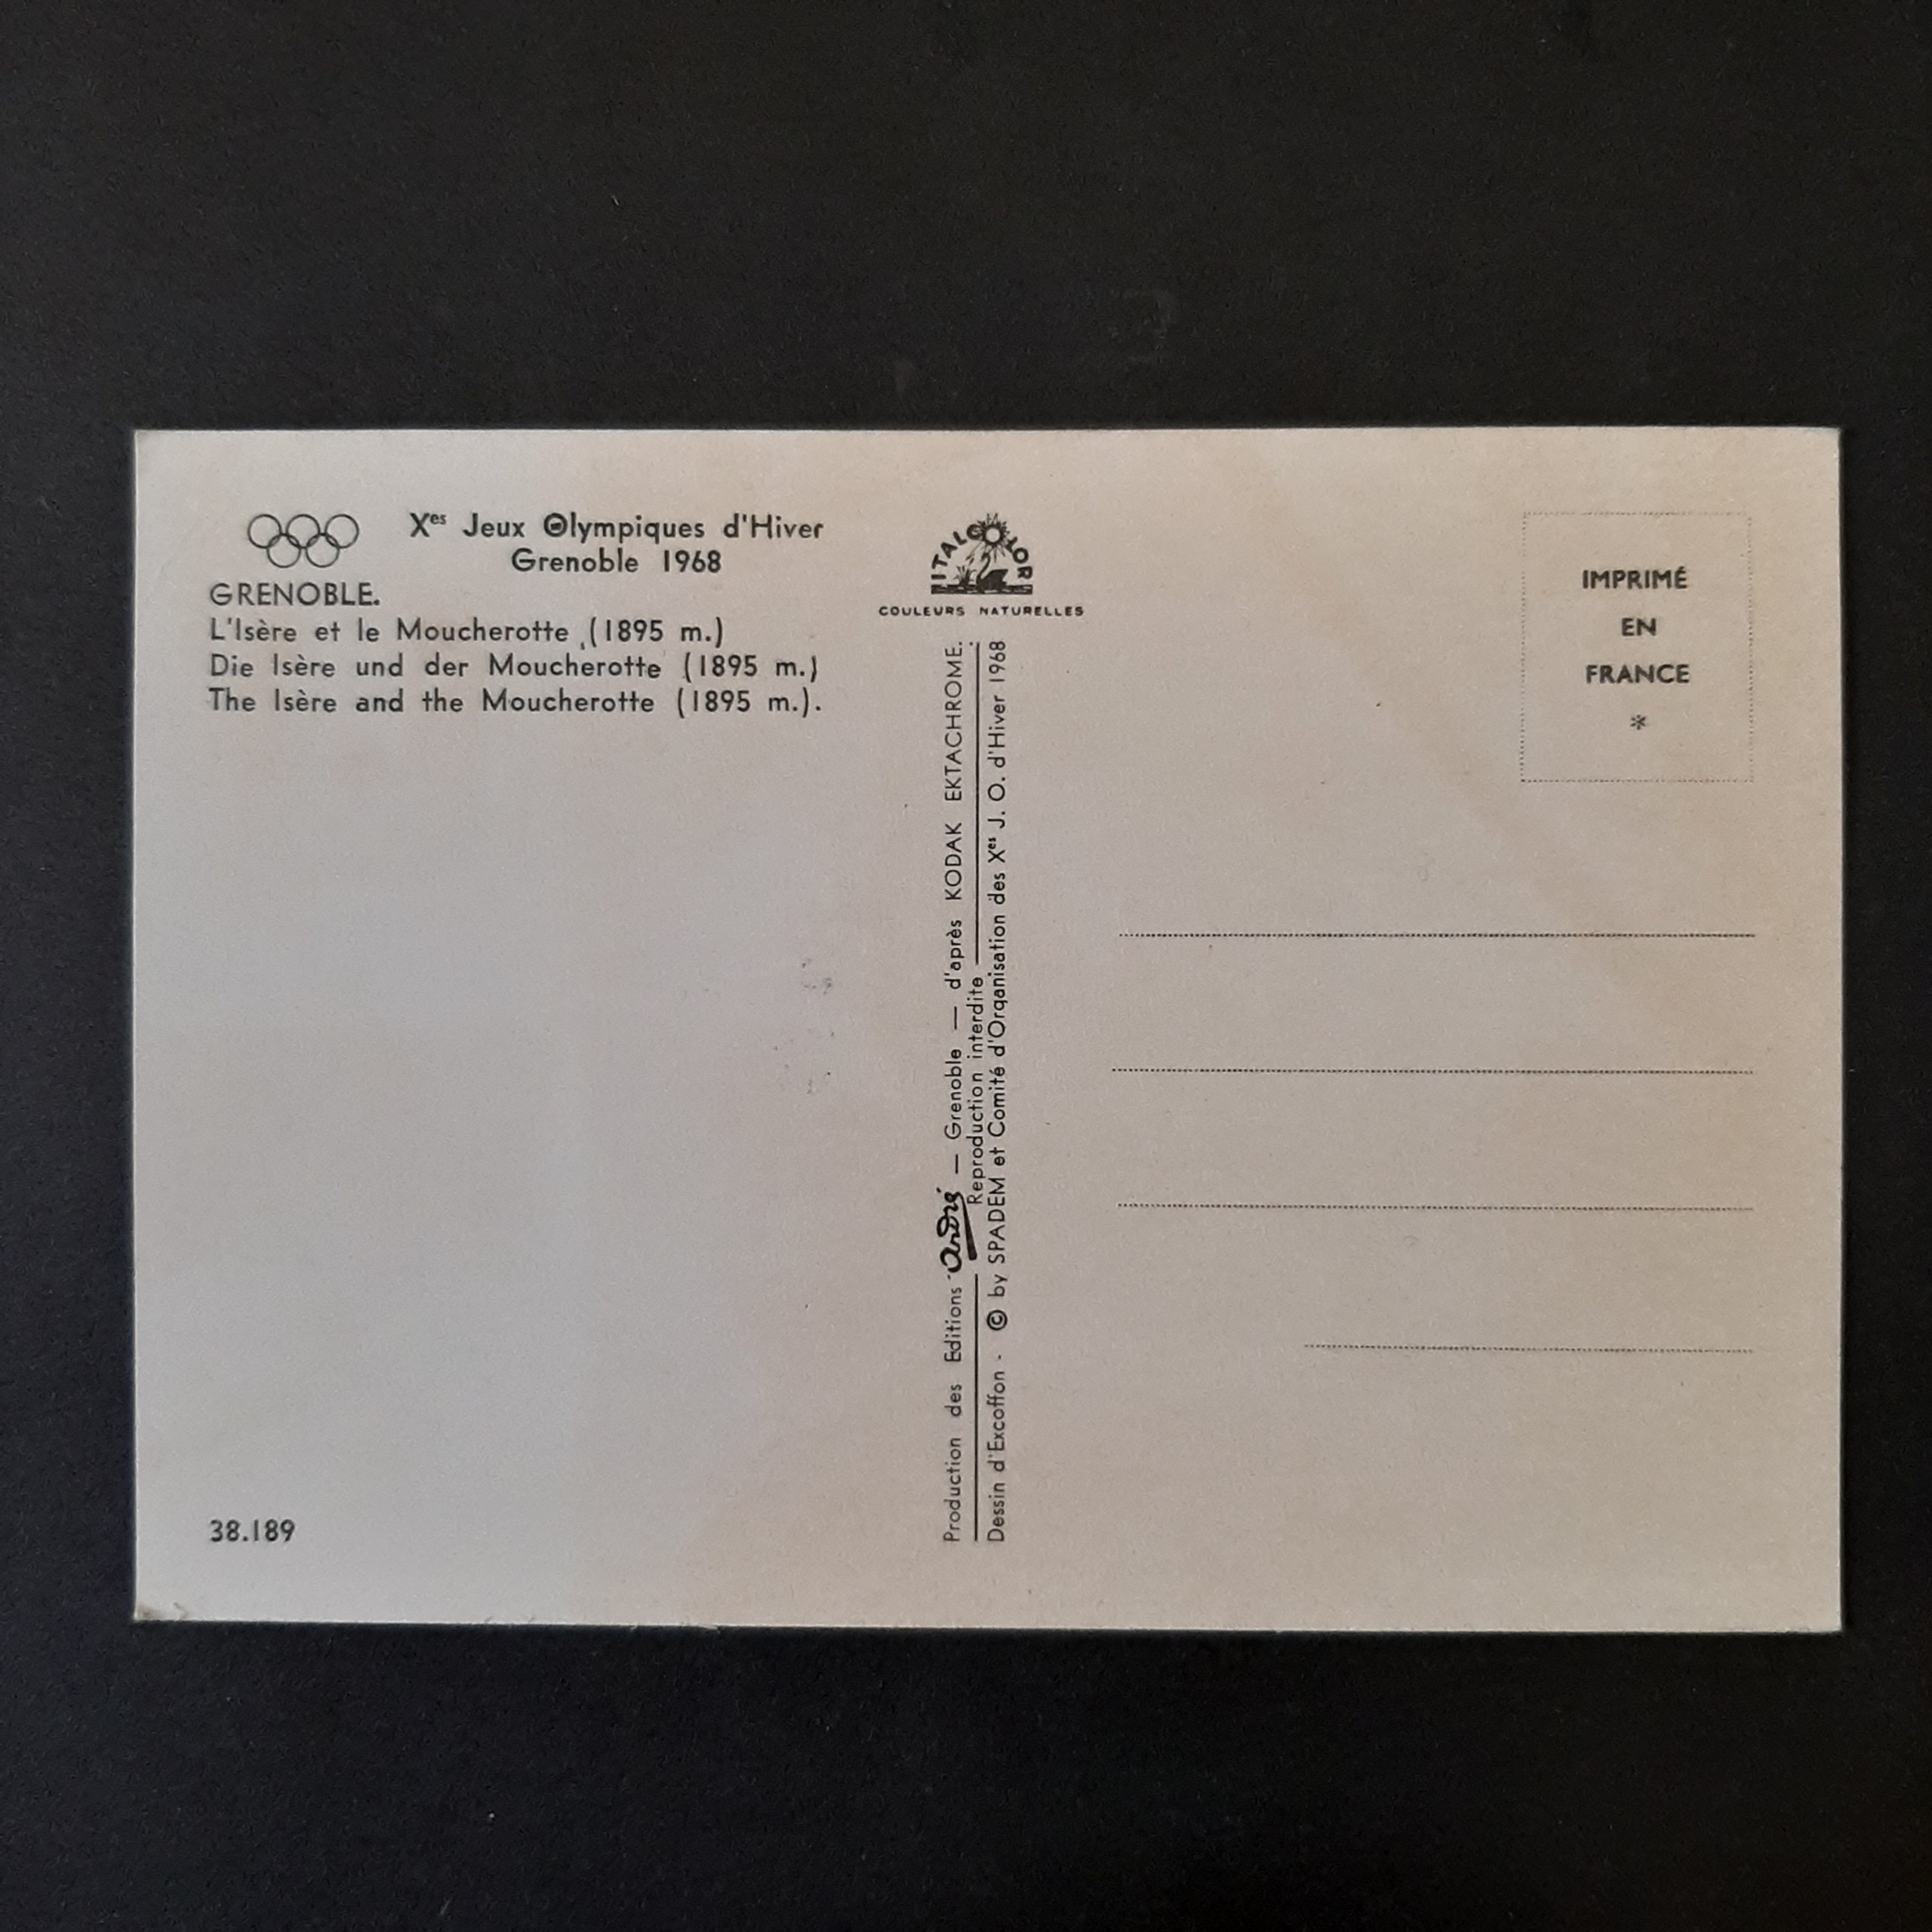 Xes Jeux Olympiques d'Hiver
Grenoble 1968
GRENOBLE.
L'Isère et le Moucherotte (1895 m.)
Die Isère und der Moucherotte (1895 m.)
The Isère and the Moucherotte (1895 m.).
38.189
ITALCOLOR
COULEURS NATURELLES
Production des Editions André — Grenoble — d'après KODAK EKTACHROME.
Reproduction interdite
Dessin d'Excoffon - © by SPADEM et Comité d'Organisation des Xes J. O. d'Hiver 1968
IMPRIMÉ
EN
FRANCE
*